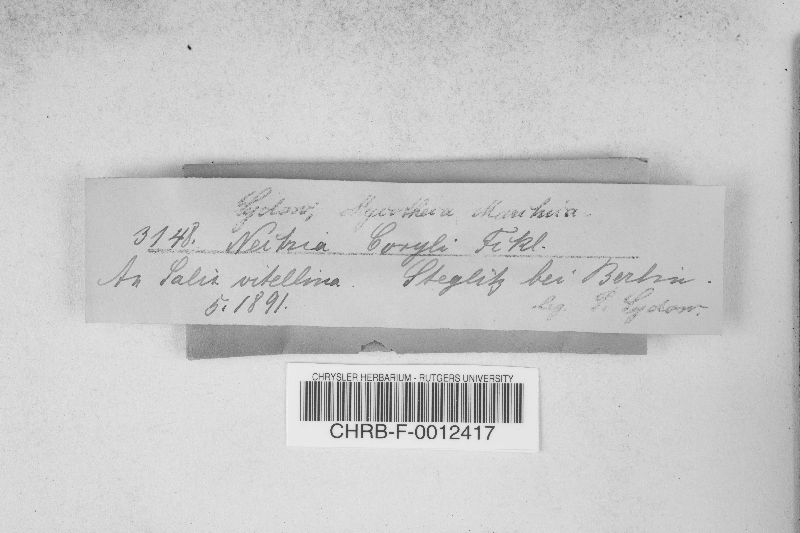 Sydow, Mycotheca Marchica.
3148. Nectria Coryli Fckl.
An Salix vitellina. Steglitz bei Berlin.
5. 1891. leg. P. Sydow.
CHRYSLER HERBARIUM - RUTGERS UNIVERSITY
CHRB-F-0012417